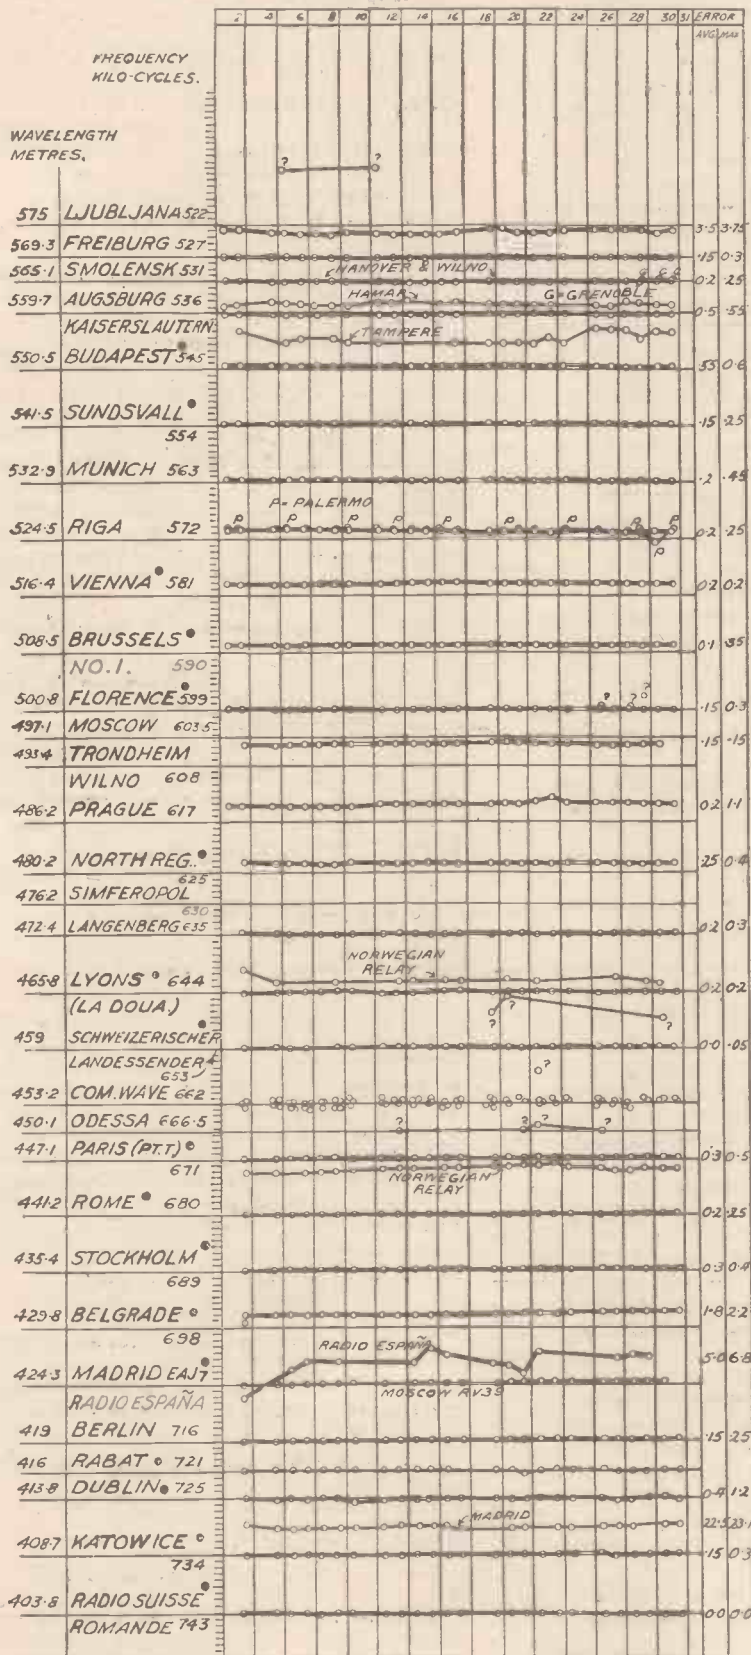 2 4 6 8 10 12 14 16 18 20 22 24 26 28 30 31 ERROR
AVG MAX
FREQUENCY
KILO-CYCLES.
WAVELENGTH
METRES.
? ?
575 LJUBLJANA 522 3.5 3.75
569.3 FREIBURG 527 .15 0.3
565.1 SMOLENSK 531 HANOVER & WILNO G G G 0.2 .25
559.7 AUGSBURG 536 HAMAR G=GRENOBLE 0.5 .55
KAISERSLAUTERN TAMPERE
550.5 BUDAPEST 545 .55 0.6
541.5 SUNDSVALL .15 .25
554
532.9 MUNICH 563 .2 .45
P = PALERMO
P P P P P P P P P
524.5 RIGA 572 0.2 .25
P
516.4 VIENNA 581 0.2 0.2
508.5 BRUSSELS 0.1 .35
NO.1. 590
? ? ?
500.8 FLORENCE 599 .15 0.3
497.1 MOSCOW 603.5
493.4 TRONDHEIM .15 .15
WILNO 608
486.2 PRAGUE 617 0.2 1.1
480.2 NORTH REG. .25 0.4
625
476.2 SIMFEROPOL
630
472.4 LANGENBERG 635 0.2 0.3
NORWEGIAN
RELAY
465.8 LYONS 644 0.2 0.2
(LA DOUA.) ? ? ?
459 SCHWEIZERISCHER 0.0 .05
LANDESSENDER ?
653
453.2 COM. WAVE 662
450.1 ODESSA 666.5 ? ? ? ?
447.1 PARIS (P.T.T) 0.3 0.5
671 NORWEGIAN
RELAY
441.2 ROME 680 0.2 .25
435.4 STOCKHOLM 0.3 0.4
689
429.8 BELGRADE 1.8 2.2
698
RADIO ESPAÑA
424.3 MADRID EAJ7 5.0 6.8
RADIO ESPAÑA MOSCOW RV39
419 BERLIN 716 .15 .25
416 RABAT 721
413.8 DUBLIN 725 0.4 1.2
MADRID 22.5 23.1
408.7 KATOWICE .15 0.3
734
403.8 RADIO SUISSE 0.0 0.0
ROMANDE 743